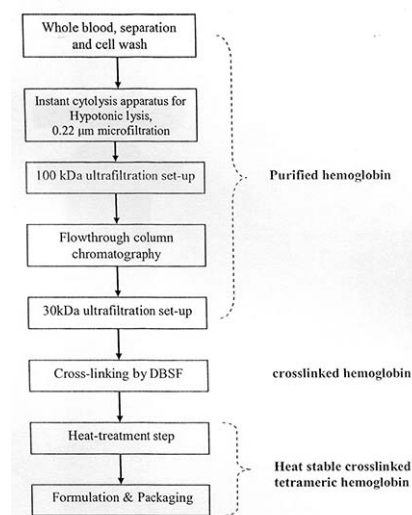 Whole blood, separation
and cell wash
Instant cytolysis apparatus for
Hypotonic lysis,
0.22 μm microfiltration
100 kDa ultrafiltration set-up
Purified hemoglobin
Flowthrough column
chromatography
30kDa ultrafiltration set-up
Cross-linking by DBSF
crosslinked hemoglobin
Heat-treatment step
Heat stable crosslinked
tetrameric hemoglobin
Formulation & Packaging